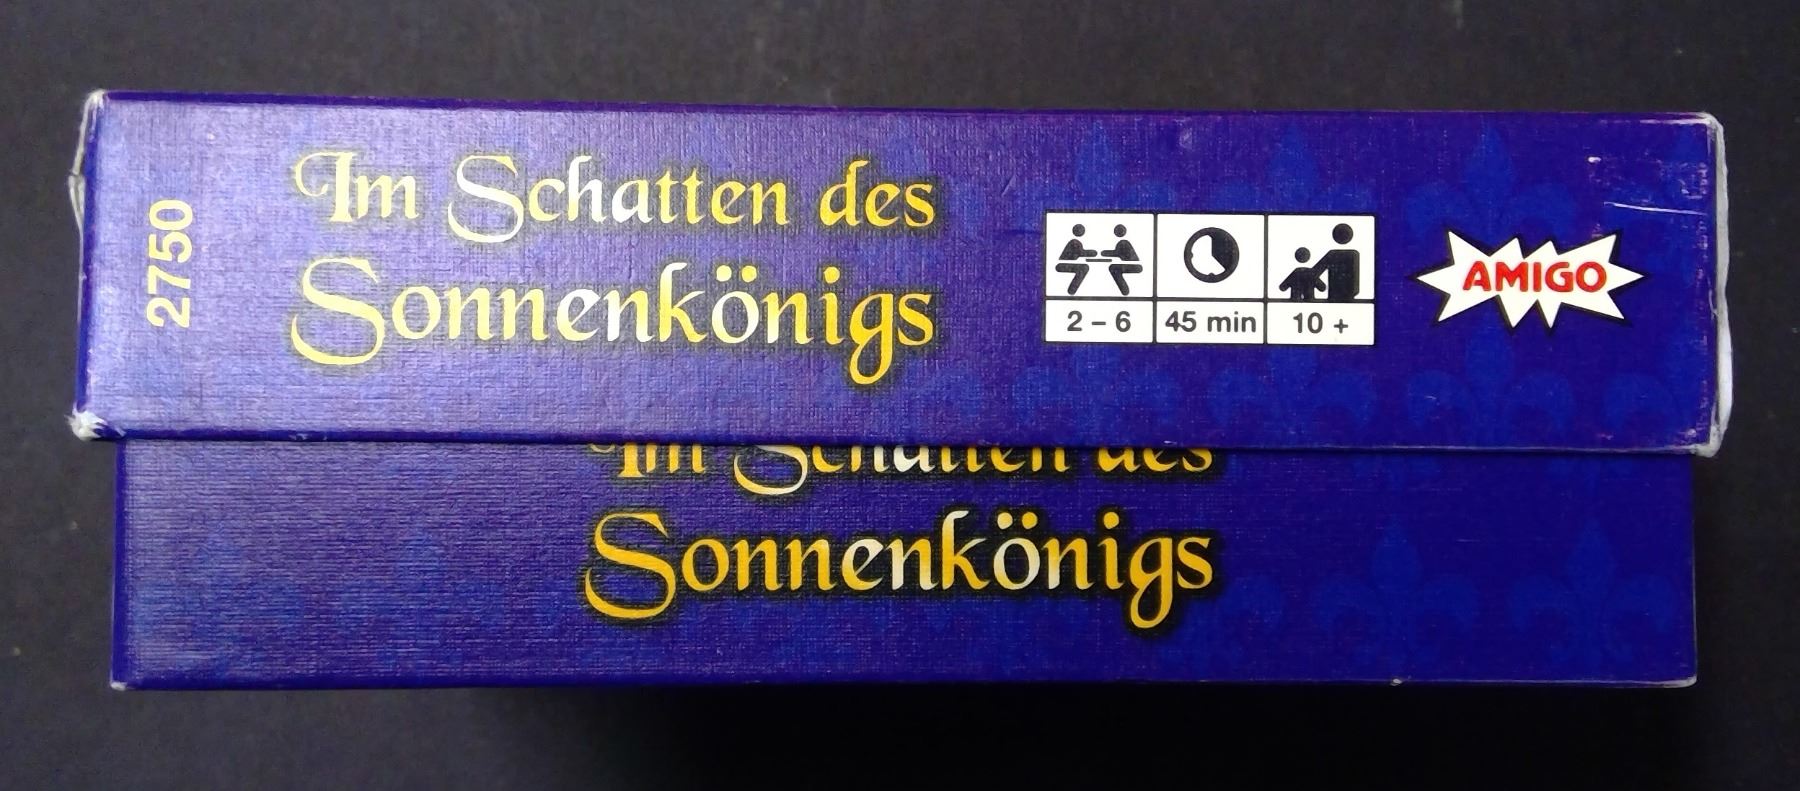 2750
Im Schatten des
Sonnenkönigs
2 – 6
45 min
10 +
AMIGO
Im Schatten des
Sonnenkönigs